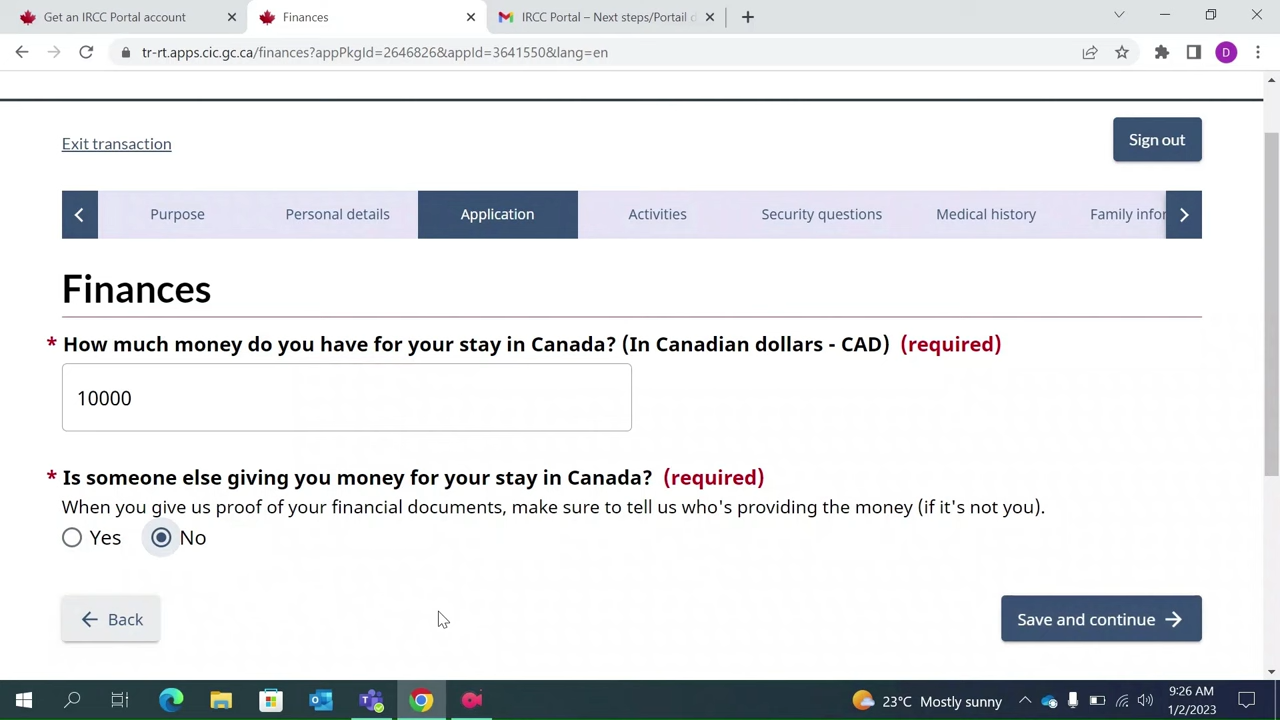 Get an IRCC Portal account
Finances
IRCC Portal – Next steps/Portail d
tr-rt.apps.cic.gc.ca/finances?appPkgId=2646826&appId=3641550&lang=en
D
Exit transaction
Sign out
Purpose
Personal details
Application
Activities
Security questions
Medical history
Family infor
Finances
* How much money do you have for your stay in Canada? (In Canadian dollars - CAD) (required)
10000
* Is someone else giving you money for your stay in Canada? (required)
When you give us proof of your financial documents, make sure to tell us who's providing the money (if it's not you).
Yes
No
Back
Save and continue
23°C Mostly sunny
9:26 AM
1/2/2023